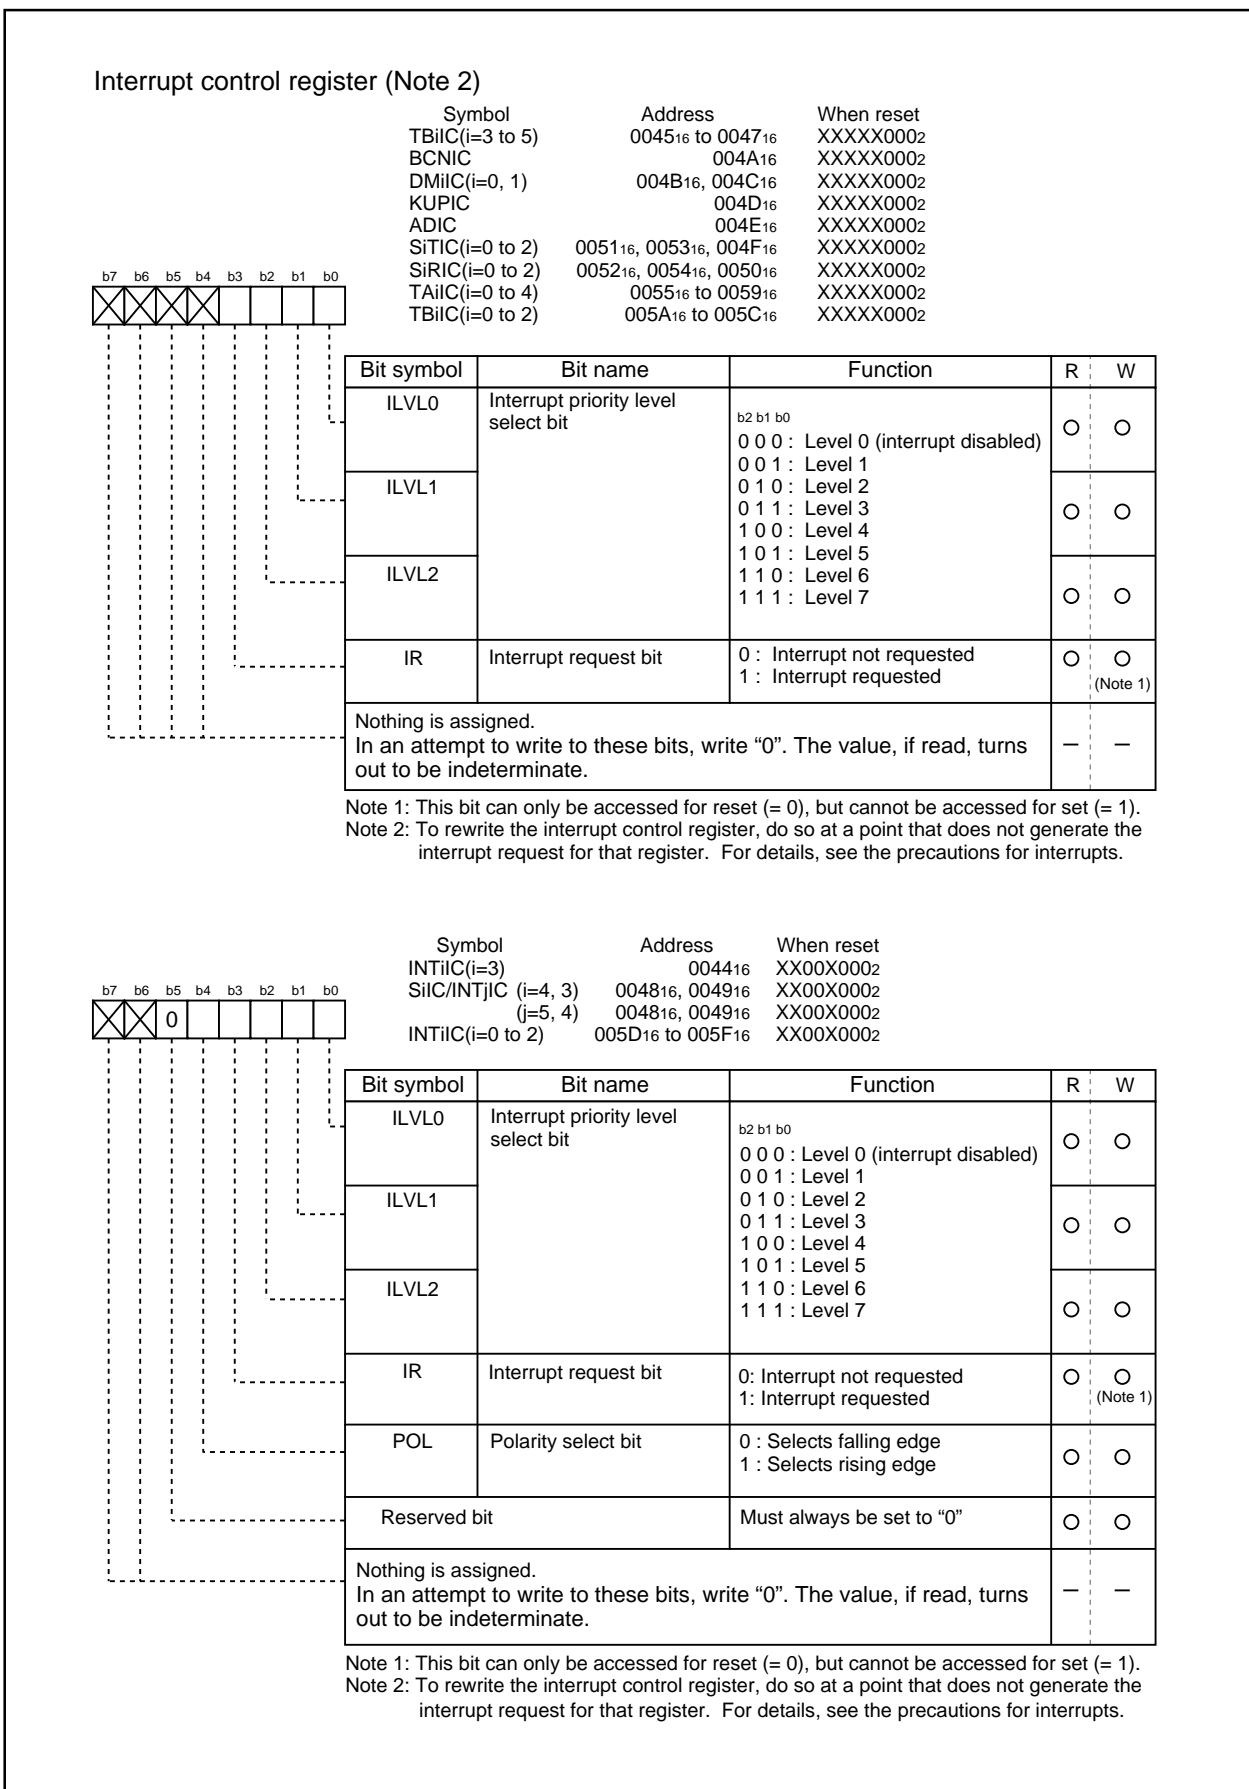 Interrupt control register (Note 2)
Symbol Address When reset
TBiIC(i=3 to 5) 004516 to 004716 XXXXX0002
BCNIC 004A16 XXXXX0002
DMiIC(i=0, 1) 004B16, 004C16 XXXXX0002
KUPIC 004D16 XXXXX0002
ADIC 004E16 XXXXX0002
SiTIC(i=0 to 2) 005116, 005316, 004F16 XXXXX0002
SiRIC(i=0 to 2) 005216, 005416, 005016 XXXXX0002
TAiIC(i=0 to 4) 005516 to 005916 XXXXX0002
TBiIC(i=0 to 2) 005A16 to 005C16 XXXXX0002
b7 b6 b5 b4 b3 b2 b1 b0
Bit symbol Bit name Function R W
ILVL0 Interrupt priority level
select bit
b2 b1 b0
0 0 0 : Level 0 (interrupt disabled)
0 0 1 : Level 1
ILVL1 0 1 0 : Level 2
0 1 1 : Level 3
1 0 0 : Level 4
1 0 1 : Level 5
ILVL2 1 1 0 : Level 6
1 1 1 : Level 7
IR Interrupt request bit 0 : Interrupt not requested
1 : Interrupt requested
(Note 1)
Nothing is assigned.
In an attempt to write to these bits, write “0”. The value, if read, turns
out to be indeterminate.
– –
Note 1: This bit can only be accessed for reset (= 0), but cannot be accessed for set (= 1).
Note 2: To rewrite the interrupt control register, do so at a point that does not generate the
interrupt request for that register. For details, see the precautions for interrupts.
Symbol Address When reset
INTiIC(i=3) 004416 XX00X0002
SiIC/INTjIC (i=4, 3) 004816, 004916 XX00X0002
(j=5, 4) 004816, 004916 XX00X0002
INTiIC(i=0 to 2) 005D16 to 005F16 XX00X0002
b7 b6 b5 b4 b3 b2 b1 b0
0
Bit symbol Bit name Function R W
ILVL0 Interrupt priority level
select bit
b2 b1 b0
0 0 0 : Level 0 (interrupt disabled)
0 0 1 : Level 1
ILVL1 0 1 0 : Level 2
0 1 1 : Level 3
1 0 0 : Level 4
1 0 1 : Level 5
ILVL2 1 1 0 : Level 6
1 1 1 : Level 7
IR Interrupt request bit 0: Interrupt not requested
1: Interrupt requested
(Note 1)
POL Polarity select bit 0 : Selects falling edge
1 : Selects rising edge
Reserved bit Must always be set to “0”
Nothing is assigned.
In an attempt to write to these bits, write “0”. The value, if read, turns
out to be indeterminate.
– –
Note 1: This bit can only be accessed for reset (= 0), but cannot be accessed for set (= 1).
Note 2: To rewrite the interrupt control register, do so at a point that does not generate the
interrupt request for that register. For details, see the precautions for interrupts.